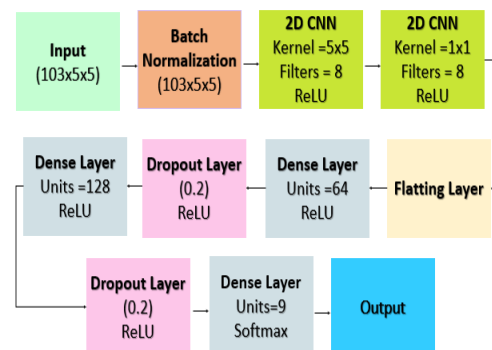 Input
(103x5x5)
Batch
Normalization
(103x5x5)
2D CNN
Kernel =5x5
Filters = 8
ReLU
2D CNN
Kernel =1x1
Filters = 8
ReLU
Flatting Layer
Dense Layer
Units =64
ReLU
Dropout Layer
(0.2)
ReLU
Dense Layer
Units =128
ReLU
Dropout Layer
(0.2)
ReLU
Dense Layer
Units=9
Softmax
Output